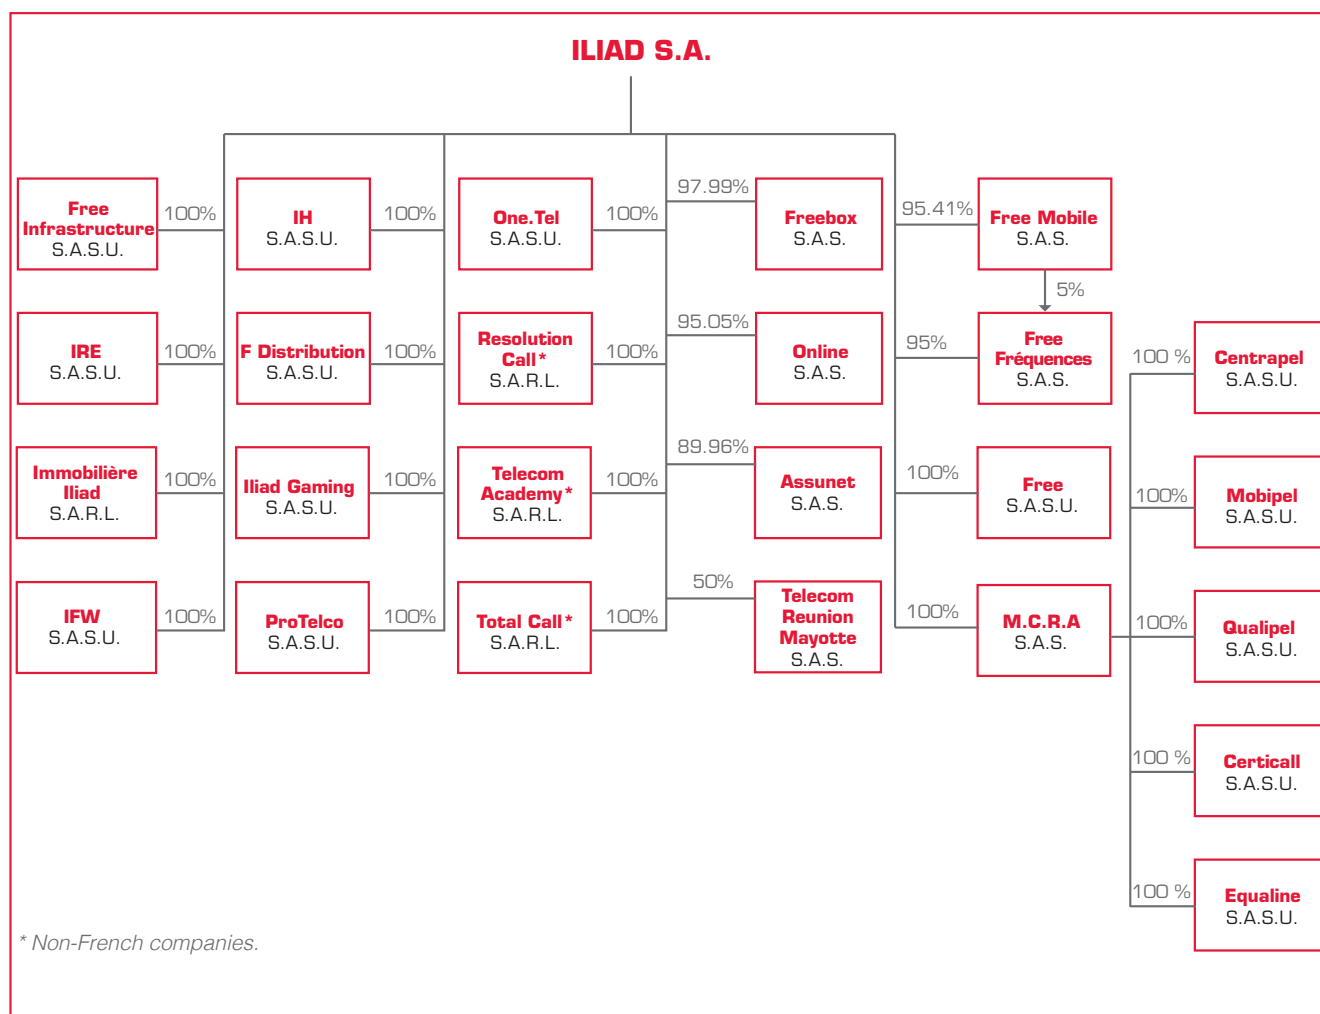 ILIAD S.A.
Free
Infrastructure
S.A.S.U.
100%
IH
S.A.S.U.
100%
One.Tel
S.A.S.U.
100%
97.99%
Freebox
S.A.S.
95.41%
Free Mobile
S.A.S.
5%
IRE
S.A.S.U.
100%
F Distribution
S.A.S.U.
100%
Resolution
Call*
S.A.R.L.
100%
95.05%
Online
S.A.S.
95%
Free
Fréquences
S.A.S.
100 %
Centrapel
S.A.S.U.
Immobilière
Iliad
S.A.R.L.
100%
Iliad Gaming
S.A.S.U.
100%
Telecom
Academy*
S.A.R.L.
100%
89.96%
Assunet
S.A.S.
100%
Free
S.A.S.U.
100%
Mobipel
S.A.S.U.
IFW
S.A.S.U.
100%
ProTelco
S.A.S.U
100%
Total Call*
S.A.R.L.
100%
50%
Telecom
Reunion
Mayotte
S.A.S.
100%
M.C.R.A
S.A.S.
100%
Qualipel
S.A.S.U.
100 %
Certicall
S.A.S.U.
100 %
Equaline
S.A.S.U.
* Non-French companies.